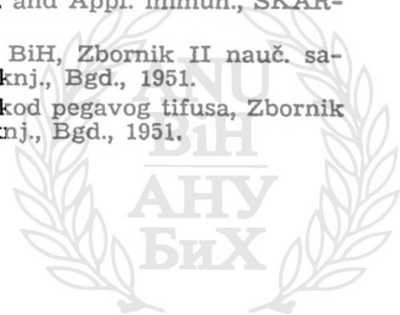 and Appl. Immun., SKAR-
BiH, Zbornik II nauč. sa-
knj., Bgd., 1951.
kod pegavog tifusa, Zbornik
knj., Bgd., 1951.
ANU
BiH
АНУ
БиХ